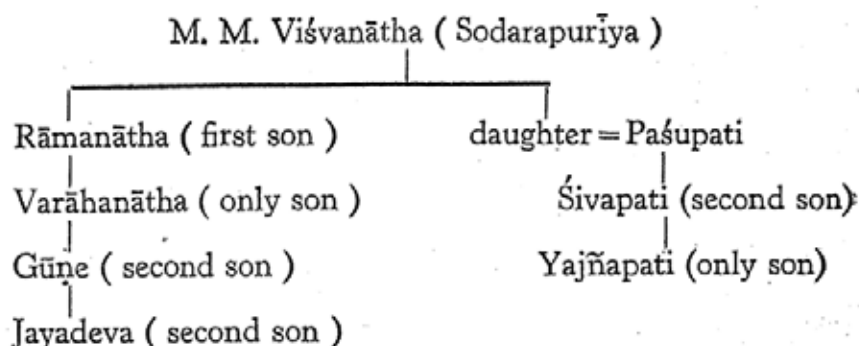 M. M. Viśvanātha ( Sodarapurīya )
Rāmanātha ( first son ) daughter = Paśupati
Varāhanātha ( only son ) Śivapati (second son)
Gūṇe ( second son ) Yajñapati (only son)
Jayadeva ( second son )